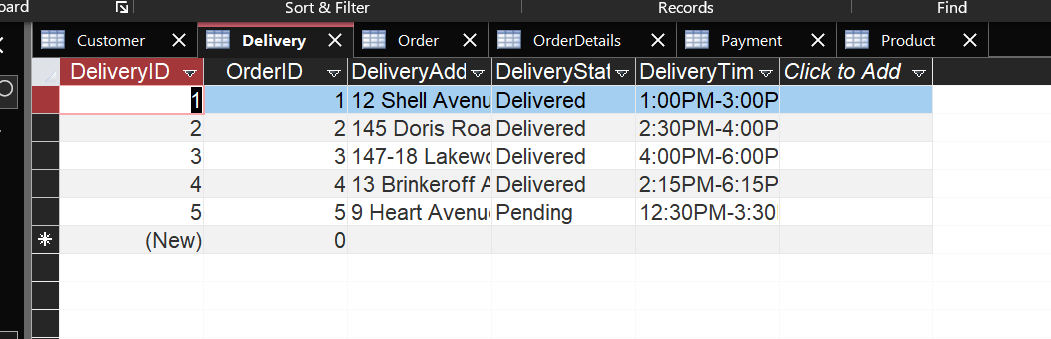 oard Sort & Filter Records Find
Customer Delivery Order OrderDetails Payment Product
DeliveryID OrderID DeliveryAdd DeliveryStat DeliveryTim Click to Add
1 1 12 Shell Avenu Delivered 1:00PM-3:00P
2 2 145 Doris Roa Delivered 2:30PM-4:00P
3 3 147-18 Lakewo Delivered 4:00PM-6:00P
4 4 13 Brinkeroff A Delivered 2:15PM-6:15P
5 5 9 Heart Avenu Pending 12:30PM-3:30
(New) 0